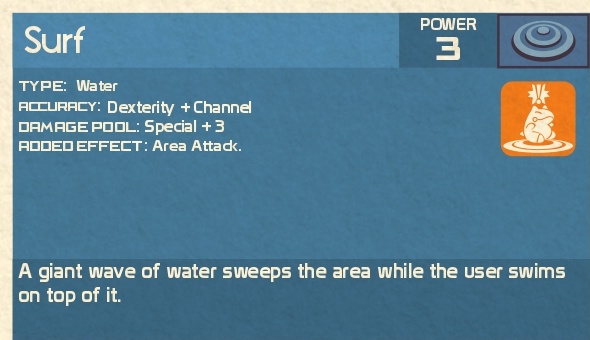 Surf
POWER
3
TYPE: Water
ACCURACY: Dexterity + Channel
DAMAGE POOL: Special + 3
ADDED EFFECT: Area Attack.
A giant wave of water sweeps the area while the user swims
on top of it.